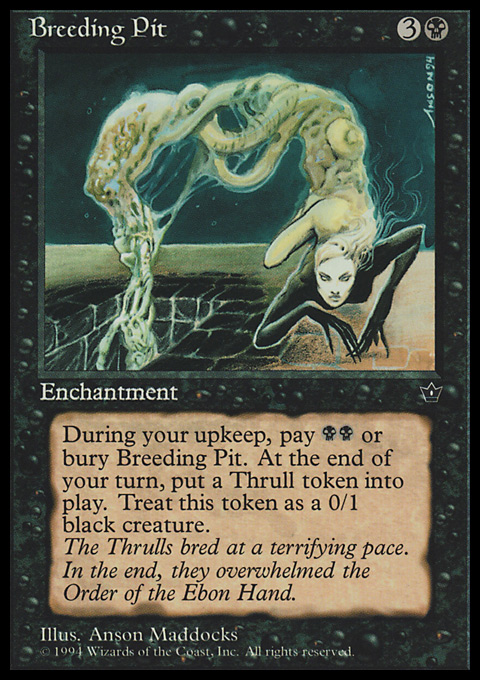 Breeding Pit 3
ANSON94
Enchantment
During your upkeep, pay or
bury Breeding Pit. At the end of
your turn, put a Thrull token into
play. Treat this token as a 0/1
black creature.
The Thrulls bred at a terrifying pace.
In the end, they overwhelmed the
Order of the Ebon Hand.
Illus. Anson Maddocks
© 1994 Wizards of the Coast, Inc. All rights reserved.